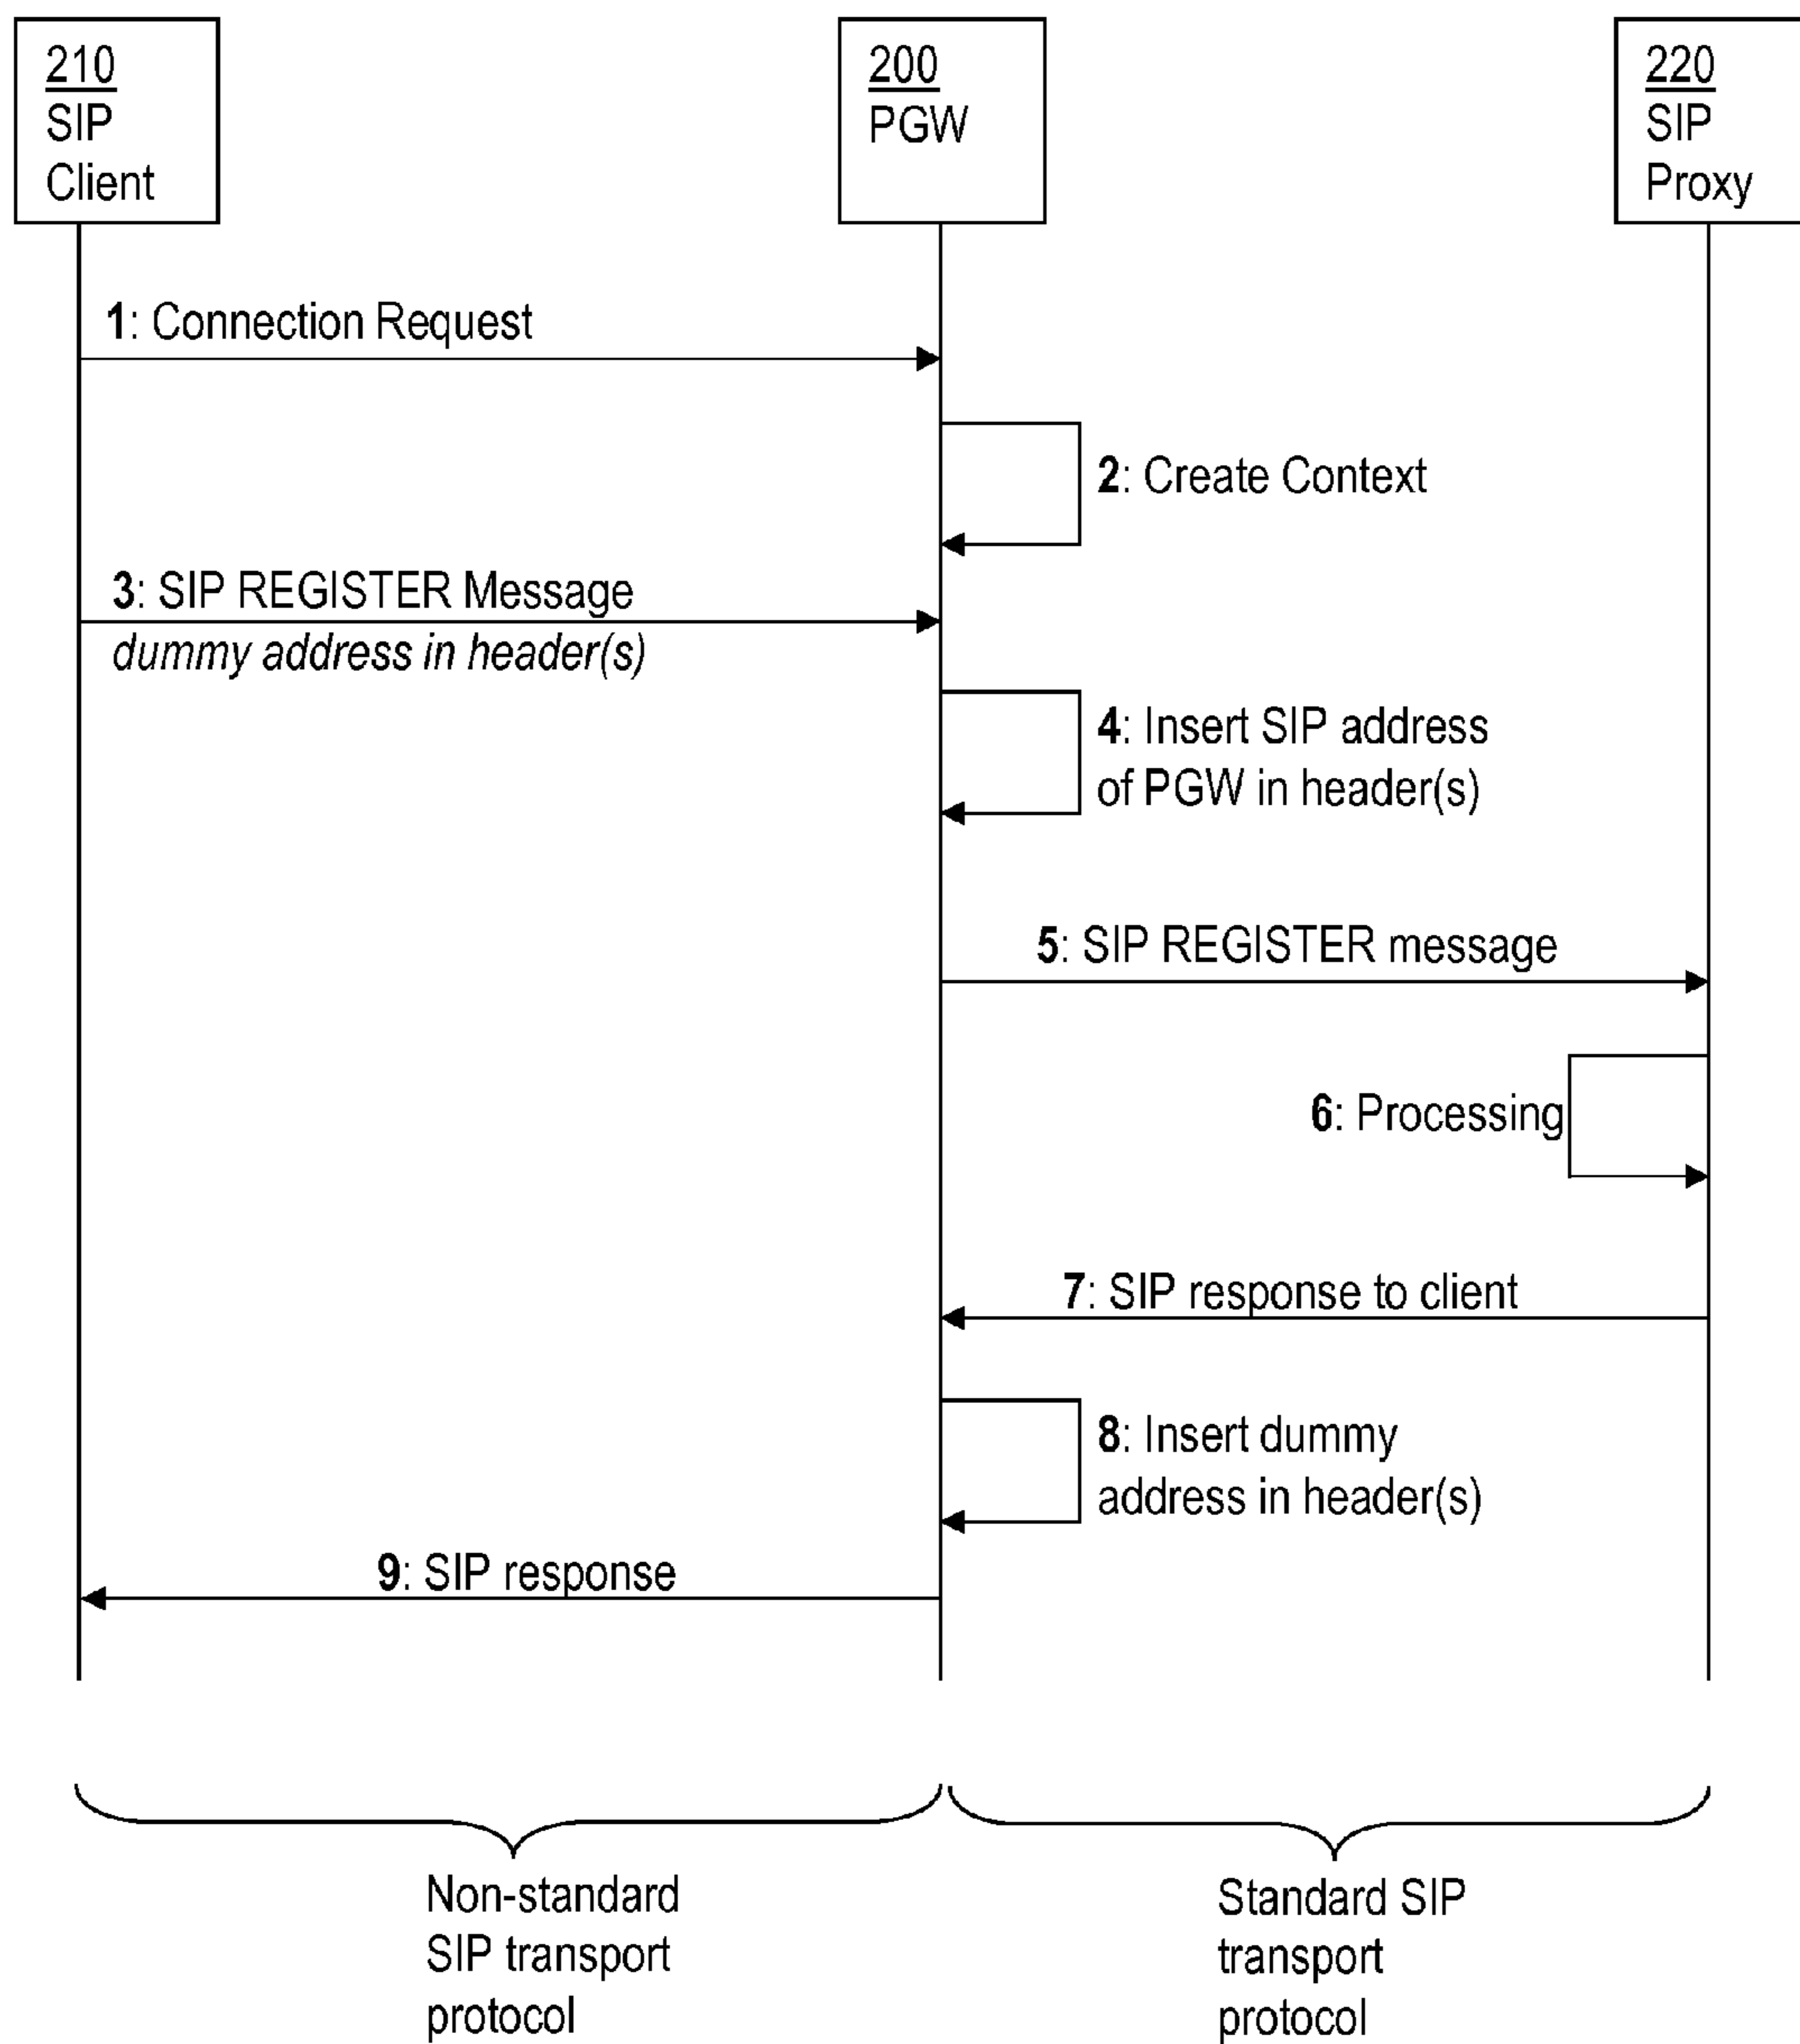 210
SIP
Client
200
PGW
220
SIP
Proxy
1: Connection Request
2: Create Context
3: SIP REGISTER Message
dummy address in header(s)
4: Insert SIP address
of PGW in header(s)
5: SIP REGISTER message
6: Processing
7: SIP response to client
8: Insert dummy
address in header(s)
9: SIP response
Non-standard
SIP transport
protocol
Standard SIP
transport
protocol